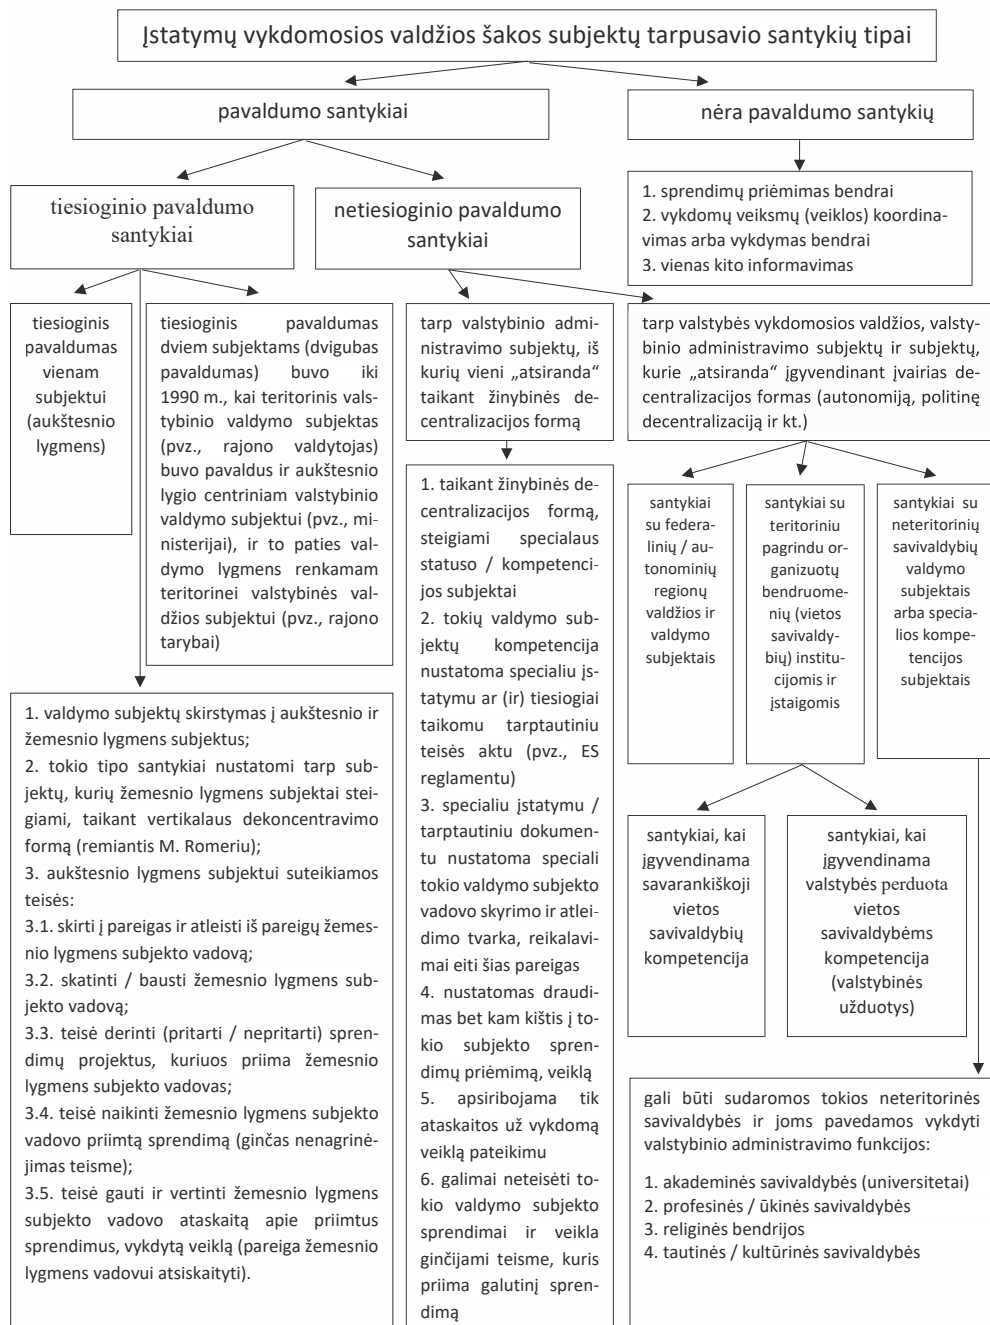 Įstatymų vykdomosios valdžios šakos subjektų tarpusavio santykių tipai
pavaldumo santykiai
nėra pavaldumo santykių
tiesioginio pavaldumo
santykiai
netiesioginio pavaldumo
santykiai
1. sprendimų priėmimas bendrai
2. vykdomų veiksmų (veiklos) koordina-
vimas arba vykdymas bendrai
3. vienas kito informavimas
tiesioginis
pavaldumas
vienam
subjektui
(aukštesnio
lygmens)
tiesioginis pavaldumas
dviem subjektams (dvigubas
pavaldumas) buvo iki
1990 m., kai teritorinis vals-
tybinio valdymo subjektas
(pvz., rajono valdytojas)
buvo pavaldus ir aukštesnio
lygio centriniam valstybinio
valdymo subjektui (pvz., mi-
nisterijai), ir to paties val-
dymo lygmens renkamam
teritorinei valstybinės val-
džios subjektui (pvz., rajono
tarybai)
tarp valstybinio admi-
nistravimo subjektų, iš
kurių vieni „atsiranda“
taikant žinybinės de-
centralizacijos formą
tarp valstybės vykdomosios valdžios, valsty-
binio administravimo subjektų ir subjektų,
kurie „atsiranda“ įgyvendinant įvairias de-
centralizacijos formas (autonomiją, politinę
decentralizaciją ir kt.)
1. taikant žinybinės de-
centralizacijos formą,
steigiami specialaus
statuso / kompetenci-
jos subjektai
2. tokių valdymo sub-
jektų kompetencija
nustatoma specialiu įs-
tatymu ar (ir) tiesiogiai
taikomu tarptautiniu
teisės aktu (pvz., ES
reglamentu)
3. specialiu įstatymu /
tarptautiniu dokumen-
tu nustatoma speciali
tokio valdymo subjekto
vadovo skyrimo ir atlei-
dimo tvarka, reikalavi-
mai eiti šias pareigas
4. nustatomas draudi-
mas bet kam kištis į to-
kio subjekto spren-
dimų priėmimą, veiklą
5. apsiribojama tik
ataskaitos už vykdomą
veiklą pateikimu
6. galimai neteisėti to-
kio valdymo subjekto
sprendimai ir veikla
ginčijami teisme, kuris
priima galutinį spren-
dimą
santykiai
su federa-
linių / au-
tonominių
regionų
valdžios ir
valdymo
subjektais
santykiai su
teritoriniu
pagrindu or-
ganizuotų
bendruome-
nių (vietos
savivaldy-
bių) institu-
cijomis ir
įstaigomis
santykiai su
neteritorinių
savivaldybių
valdymo
subjektais
arba specia-
lios kompe-
tencijos
subjektais
1. valdymo subjektų skirstymas į aukštesnio ir
žemesnio lygmens subjektus;
2. tokio tipo santykiai nustatomi tarp sub-
jektų, kurių žemesnio lygmens subjektai stei-
giami, taikant vertikalaus dekoncentravimo
formą (remiantis M. Romeriu);
3. aukštesnio lygmens subjektui suteikiamos
teisės:
3.1. skirti į pareigas ir atleisti iš pareigų žemes-
nio lygmens subjekto vadovą;
3.2. skatinti / bausti žemesnio lygmens sub-
jekto vadovą;
3.3. teisė derinti (pritarti / nepritarti) spren-
dimų projektus, kuriuos priima žemesnio
lygmens subjekto vadovas;
3.4. teisė naikinti žemesnio lygmens subjekto
vadovo priimtą sprendimą (ginčas nenagrinė-
jimas teisme);
3.5. teisė gauti ir vertinti žemesnio lygmens
subjekto vadovo ataskaitą apie priimtus
sprendimus, vykdytą veiklą (pareiga žemesnio
lygmens vadovui atsiskaityti).
santykiai, kai
įgyvendinama
savarankiškoji
vietos
savivaldybių
kompetencija
santykiai, kai
įgyvendinama
valstybės perduota
vietos
savivaldybėms
kompetencija
(valstybinės
užduotys)
gali būti sudaromos tokios neteritorinės
savivaldybės ir joms pavedamos vykdyti
valstybinio administravimo funkcijos:
1. akademinės savivaldybės (universitetai)
2. profesinės / ūkinės savivaldybės
3. religinės bendrijos
4. tautinės / kultūrinės savivaldybės